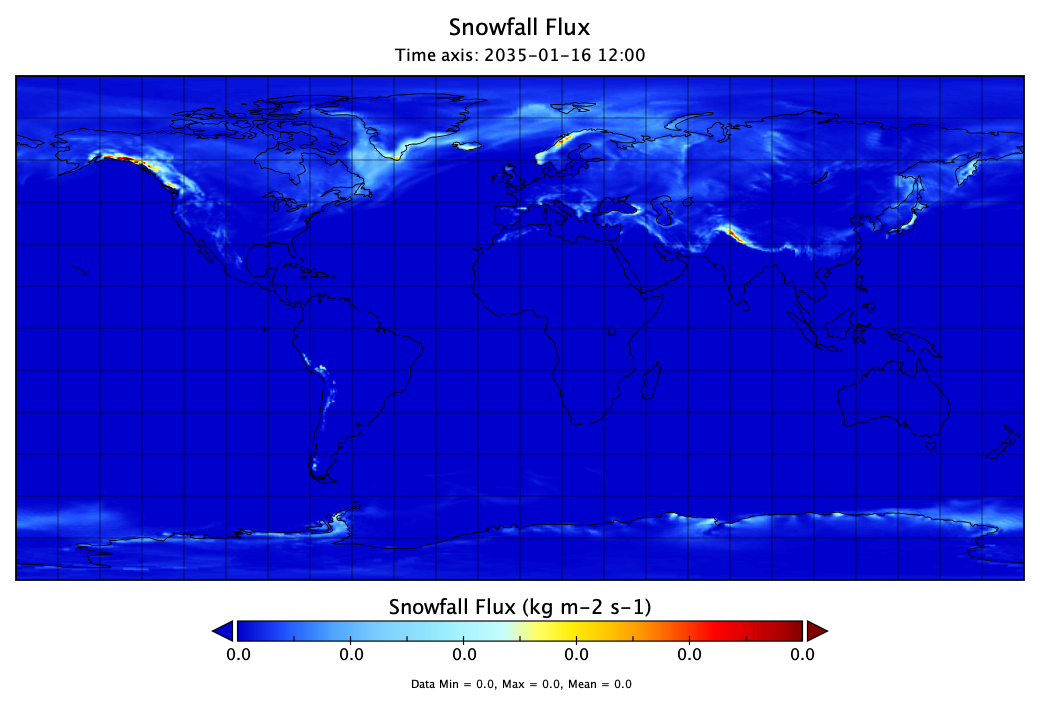 Snowfall Flux
Time axis: 2035-01-16 12:00
Snowfall Flux (kg m-2 s-1)
0.0 0.0 0.0 0.0 0.0 0.0
Data Min = 0.0, Max = 0.0, Mean = 0.0